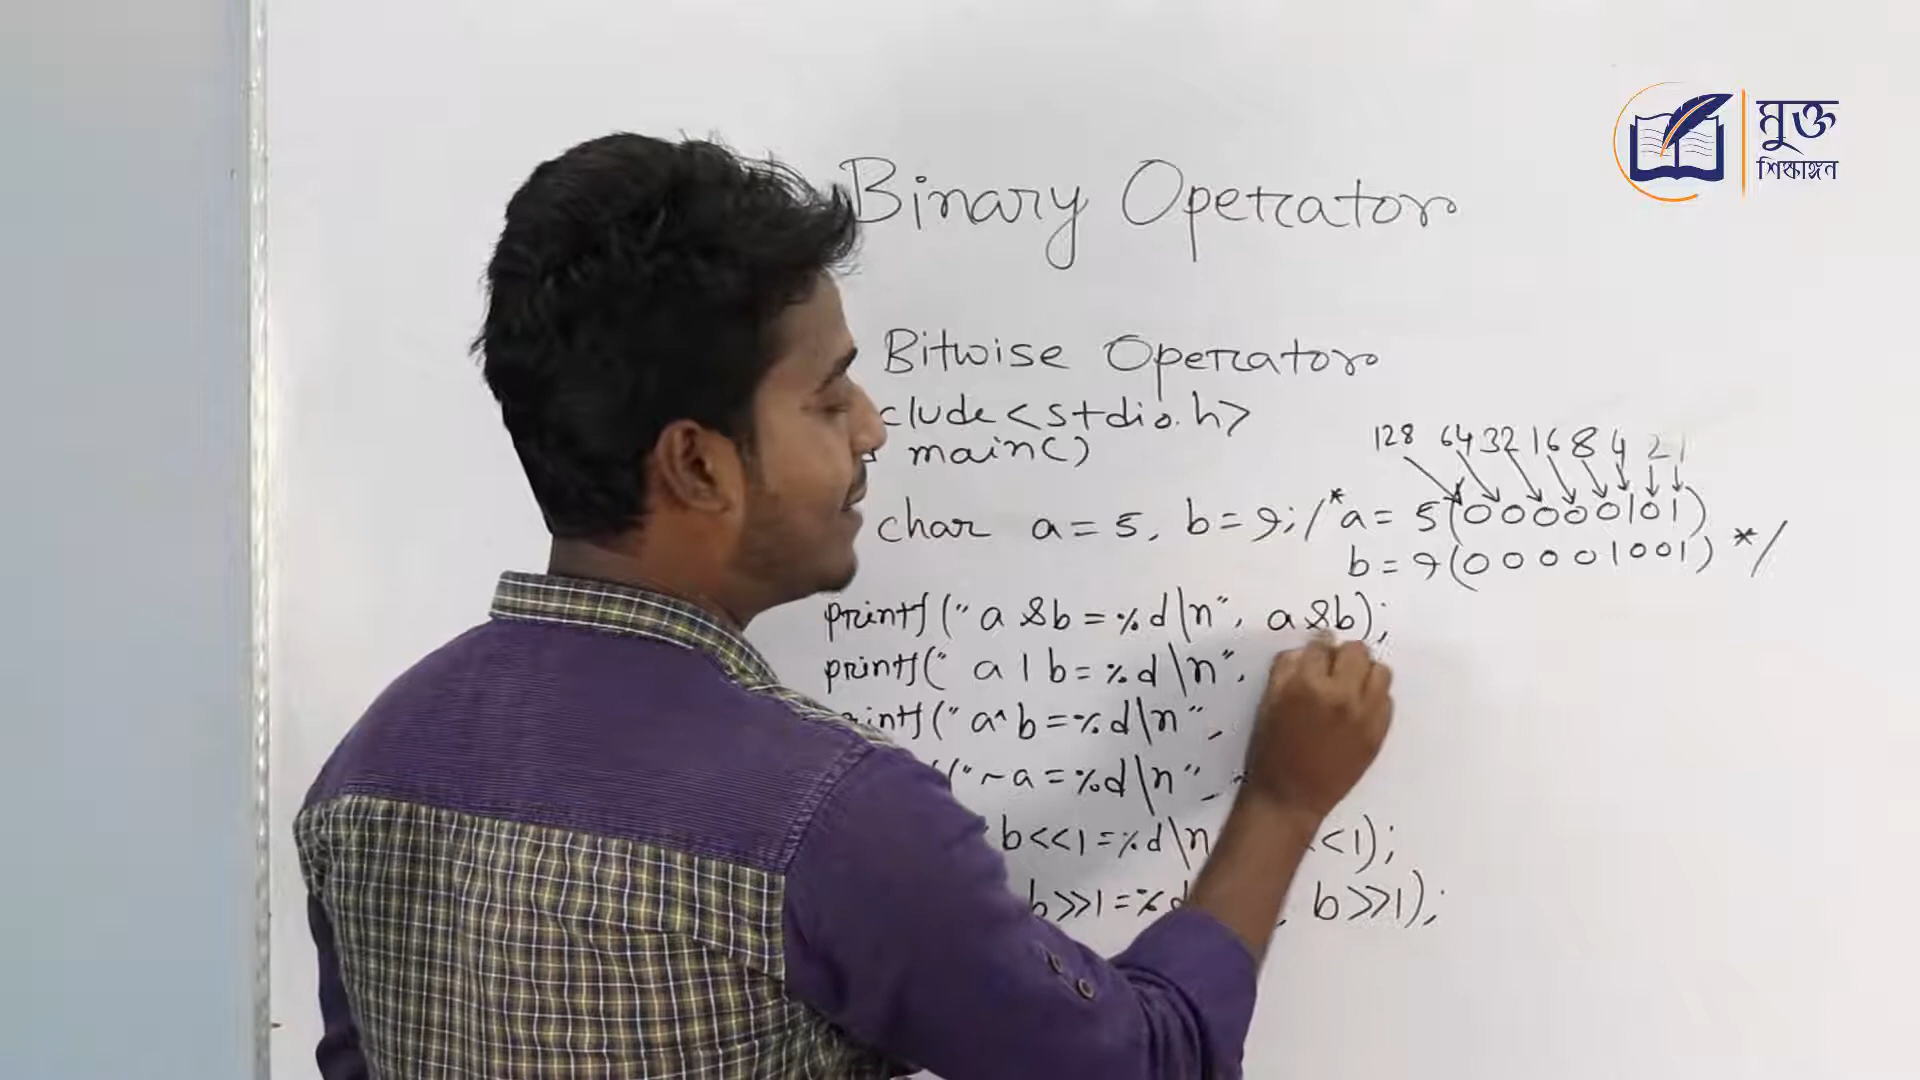 মুক্ত
শিক্ষাঙ্গন
Binary Operator
Bitwise Operator
clude<stdio.h>
main()
128 64 32 16 8 4 2 1
char a = 5, b = 9; /*a = 5(00000101)
b = 9(00001001) */
printf(" a &b = %d\n", a &b);
printf(" a | b = %d\n",
printf(" a^ b = %d\n",
("~a = %d\n",
b<<1 = %d\n <<1);
b>>1 = %d , b>>1);